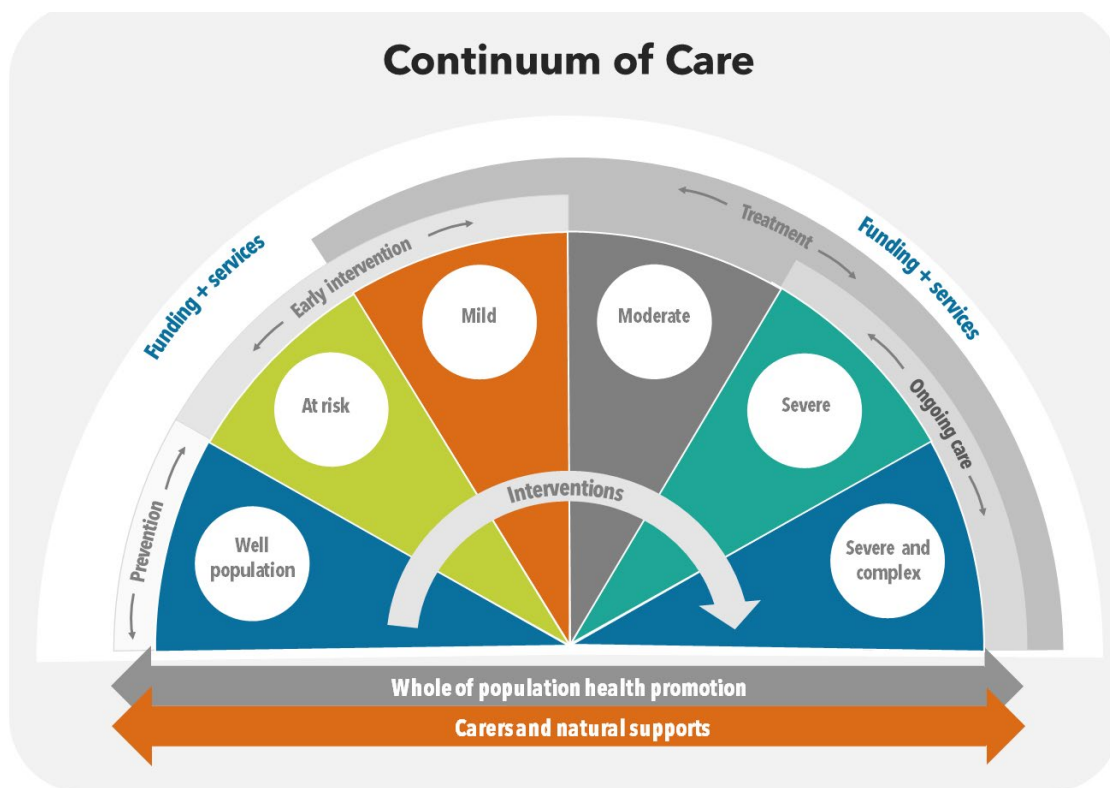 Continuum of Care
Funding + services
Funding + services
Prevention
Early intervention
Treatment
Ongoing care
Well
population
At risk
Mild
Moderate
Severe
Severe and
complex
Interventions
Whole of population health promotion
Carers and natural supports